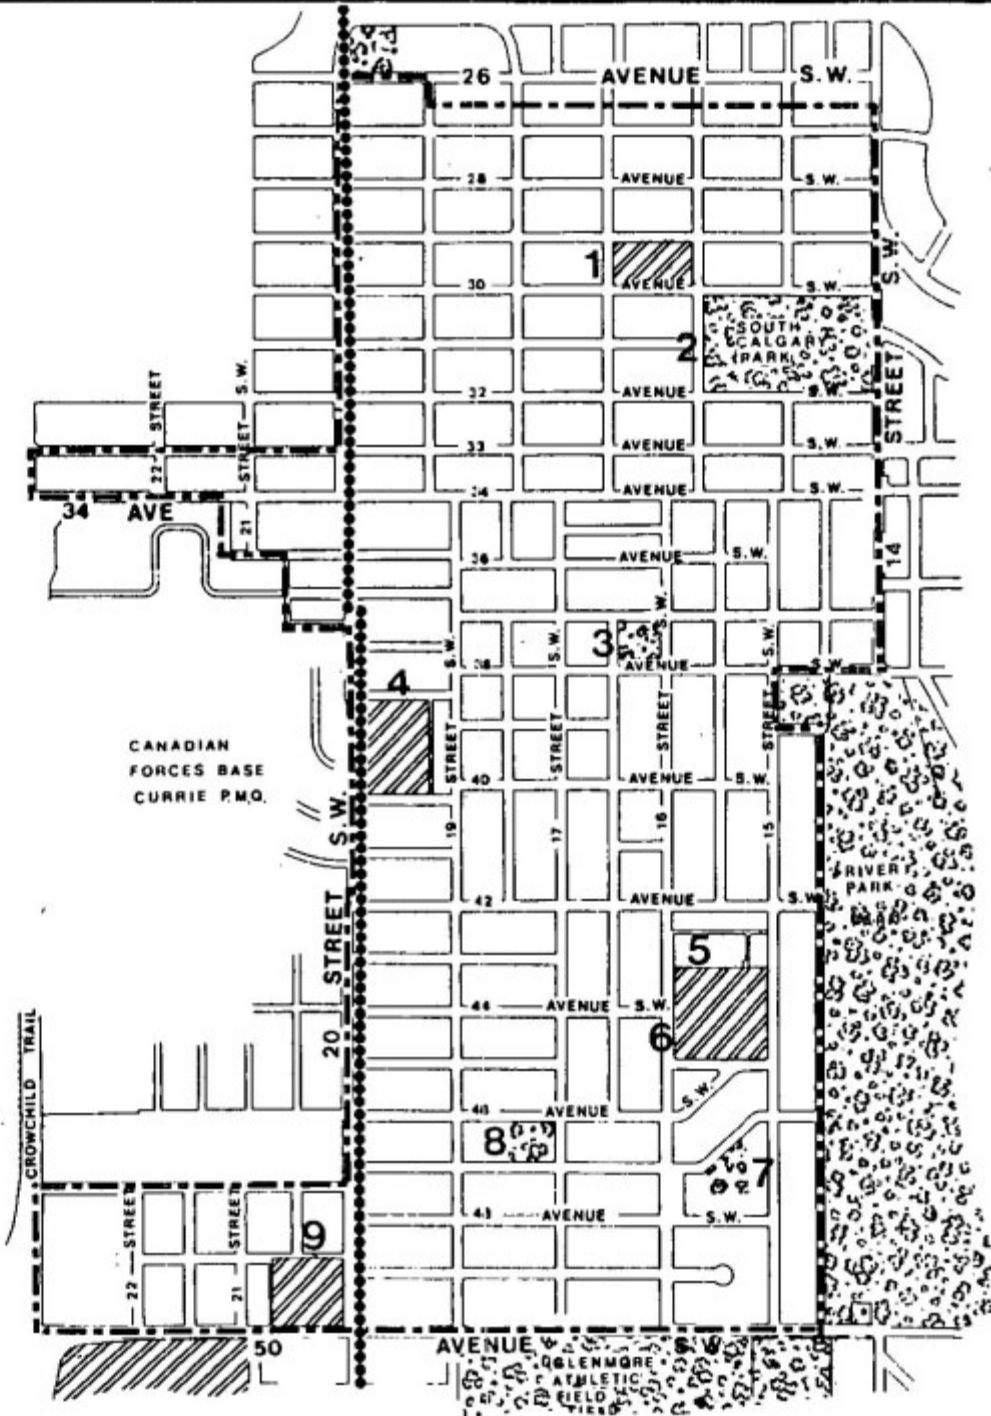 26 AVENUE S.W.
28 AVENUE S.W.
S.W.
1
30 AVENUE S.W.
2
SOUTH
CALGARY
PARK
32 AVENUE S.W.
STREET
22A STREET
21 STREET S.W.
33 AVENUE S.W.
34 AVENUE S.W.
34 AVE
21
14
36 AVENUE S.W.
3
S.W.
S.W.
S.W.
S.W.
38 AVENUE S.W.
4
CANADIAN
FORCES BASE
CURRIE P.M.Q.
19 STREET
17 STREET
16 STREET
15 STREET
40 AVENUE S.W.
20 STREET S.W.
RIVER
PARK
42 AVENUE S.W.
5
44 AVENUE S.W.
6
CROWCHILD TRAIL
46 AVENUE S.W.
8
7
22 STREET
21 STREET
AVENUE S.W.
9
50 AVENUE S.W.
GLENMORE
ATHLETIC
FIELD